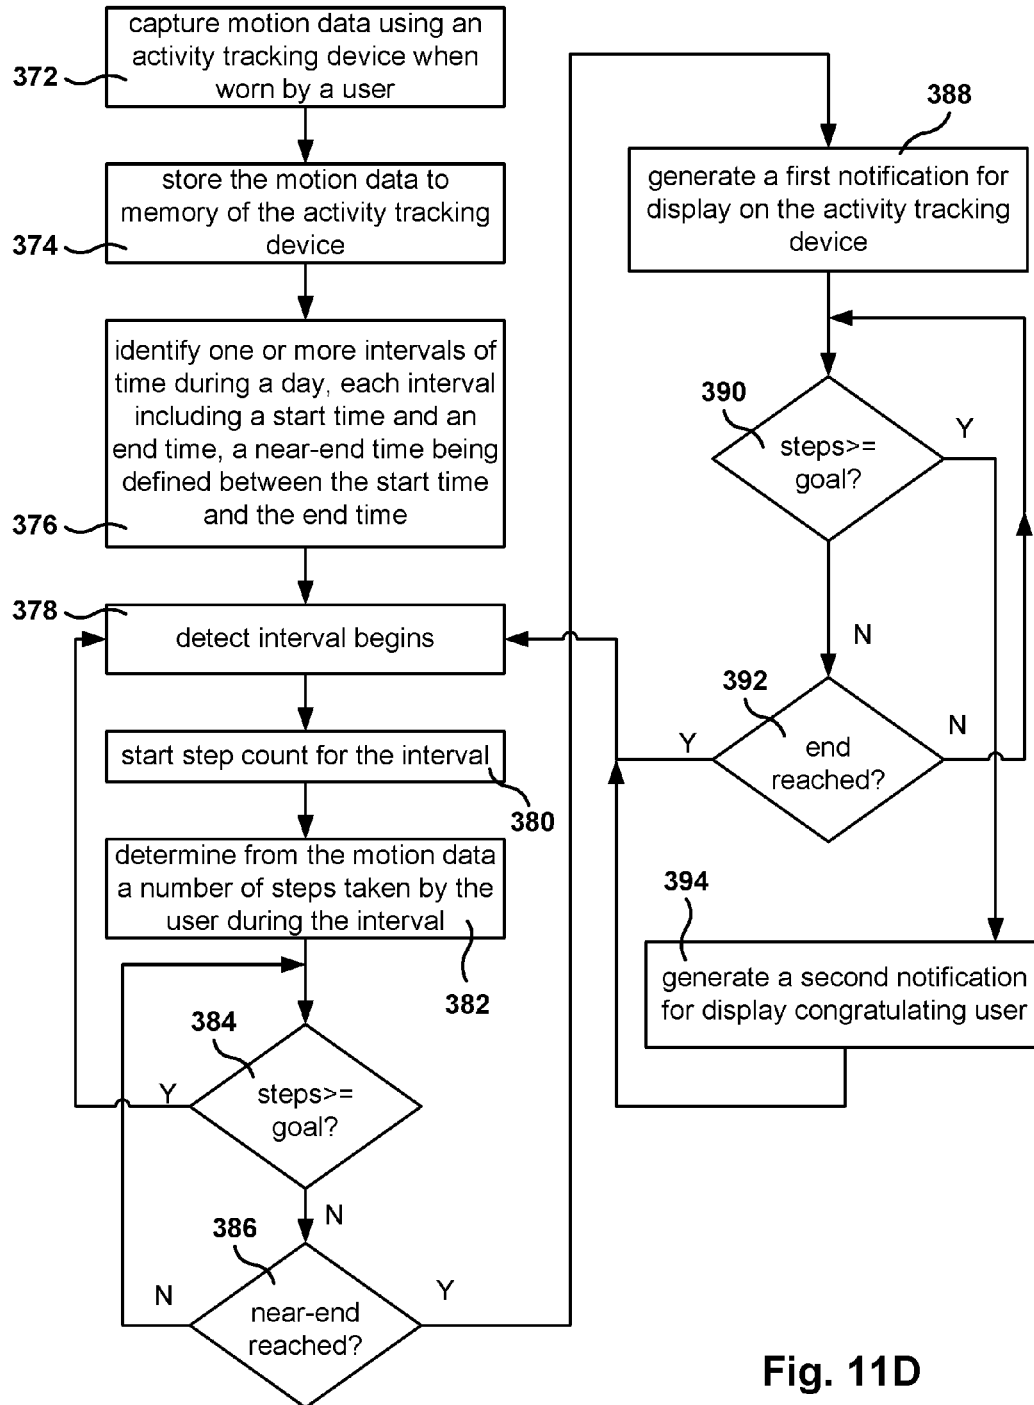 capture motion data using an
activity tracking device when
worn by a user
372
store the motion data to
memory of the activity tracking
device
374
identify one or more intervals of
time during a day, each interval
including a start time and an
end time, a near-end time being
defined between the start time
and the end time
376
378
detect interval begins
start step count for the interval
380
determine from the motion data
a number of steps taken by the
user during the interval
382
384
steps>=
goal?
Y
N
386
near-end
reached?
N
Y
388
generate a first notification for
display on the activity tracking
device
390
steps>=
goal?
Y
N
392
end
reached?
Y
N
394
generate a second notification
for display congratulating user
Fig. 11D